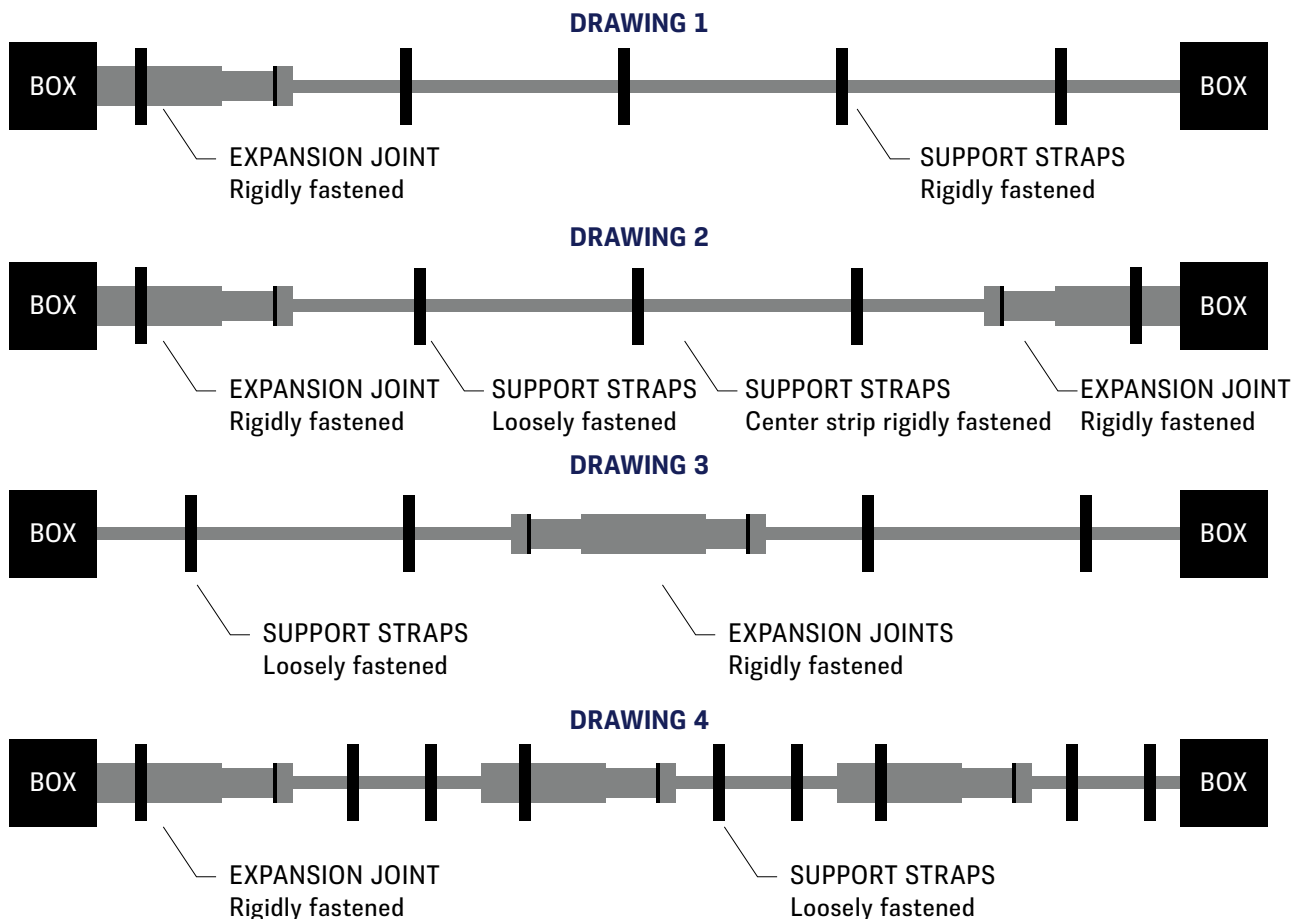 DRAWING 1
BOX
BOX
EXPANSION JOINT
Rigidly fastened
SUPPORT STRAPS
Rigidly fastened
DRAWING 2
BOX
BOX
EXPANSION JOINT
Rigidly fastened
SUPPORT STRAPS
Loosely fastened
SUPPORT STRAPS
Center strip rigidly fastened
EXPANSION JOINT
Rigidly fastened
DRAWING 3
BOX
BOX
SUPPORT STRAPS
Loosely fastened
EXPANSION JOINTS
Rigidly fastened
DRAWING 4
BOX
BOX
EXPANSION JOINT
Rigidly fastened
SUPPORT STRAPS
Loosely fastened